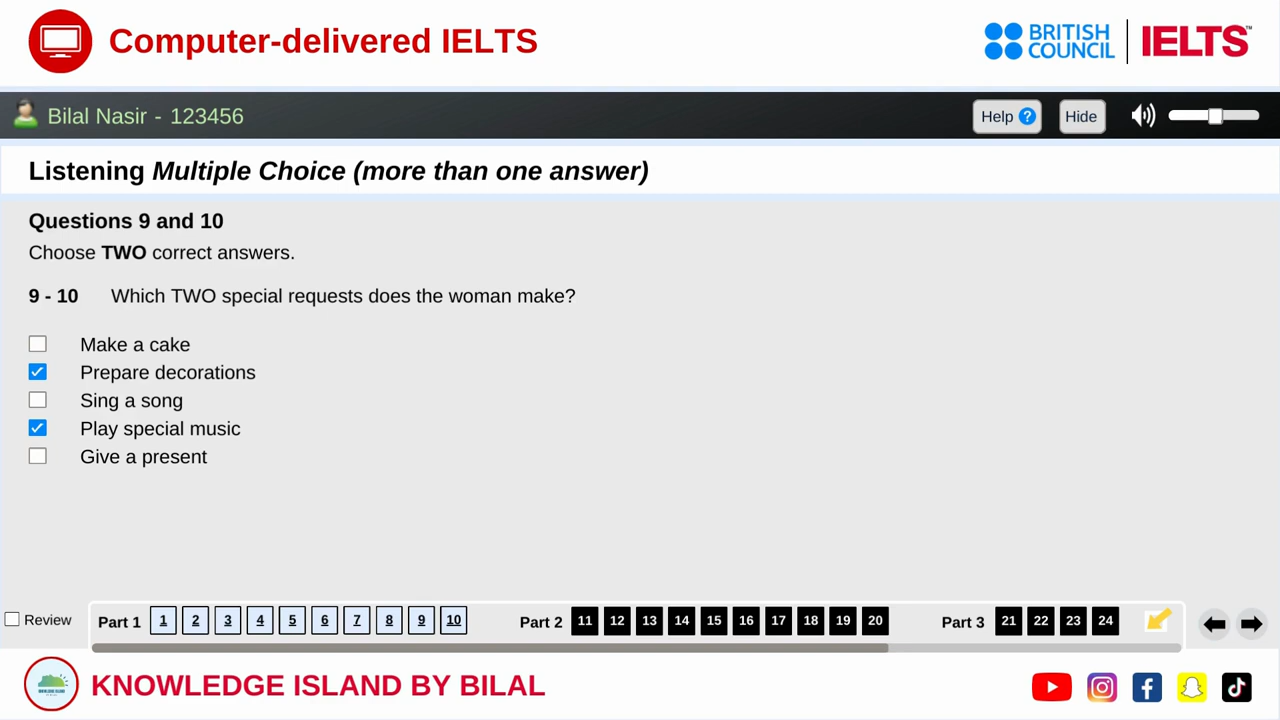 Computer-delivered IELTS
BRITISH COUNCIL
IELTS™
Bilal Nasir - 123456
Help ?
Hide
Listening Multiple Choice (more than one answer)
Questions 9 and 10
Choose TWO correct answers.
9 - 10 Which TWO special requests does the woman make?
Make a cake
Prepare decorations
Sing a song
Play special music
Give a present
Review
Part 1 1 2 3 4 5 6 7 8 9 10 Part 2 11 12 13 14 15 16 17 18 19 20 Part 3 21 22 23 24
KNOWLEDGE ISLAND BY BILAL